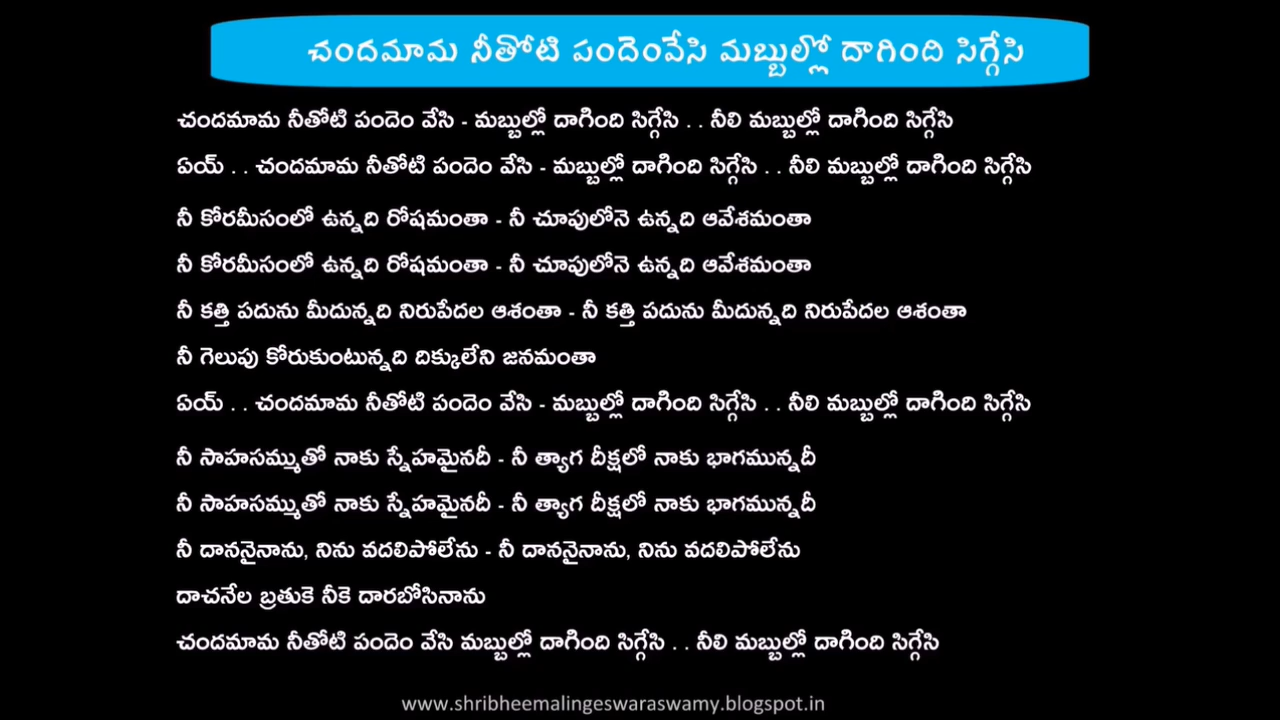 చందమామ నీతోటి పందెంవేసి మబ్బుల్లో దాగింది సిగ్గేసి
చందమామ నీతోటి పందెం వేసి - మబ్బుల్లో దాగింది సిగ్గేసి . . నీలి మబ్బుల్లో దాగింది సిగ్గేసి
ఏయ్ . . చందమామ నీతోటి పందెం వేసి - మబ్బుల్లో దాగింది సిగ్గేసి . . నీలి మబ్బుల్లో దాగింది సిగ్గేసి
నీ కోరమీసంలో ఉన్నది రోషమంతా - నీ చూపులోనె ఉన్నది ఆవేశమంతా
నీ కోరమీసంలో ఉన్నది రోషమంతా - నీ చూపులోనె ఉన్నది ఆవేశమంతా
నీ కత్తి పదును మీదున్నది నిరుపేదల ఆశంతా - నీ కత్తి పదును మీదున్నది నిరుపేదల ఆశంతా
నీ గెలుపు కోరుకుంటున్నది దిక్కులేని జనమంతా
ఏయ్ . . చందమామ నీతోటి పందెం వేసి - మబ్బుల్లో దాగింది సిగ్గేసి . . నీలి మబ్బుల్లో దాగింది సిగ్గేసి
నీ సాహసమ్ముతో నాకు స్నేహమైనదీ - నీ త్యాగ దీక్షలో నాకు భాగమున్నదీ
నీ సాహసమ్ముతో నాకు స్నేహమైనదీ - నీ త్యాగ దీక్షలో నాకు భాగమున్నదీ
నీ దాననైనాను, నిను వదలిపోలేను - నీ దాననైనాను, నిను వదలిపోలేను
దాచనేల బ్రతుకె నీకె దారబోసినాను
చందమామ నీతోటి పందెం వేసి మబ్బుల్లో దాగింది సిగ్గేసి . . నీలి మబ్బుల్లో దాగింది సిగ్గేసి
www.shribheemalingeswaraswamy.blogspot.in